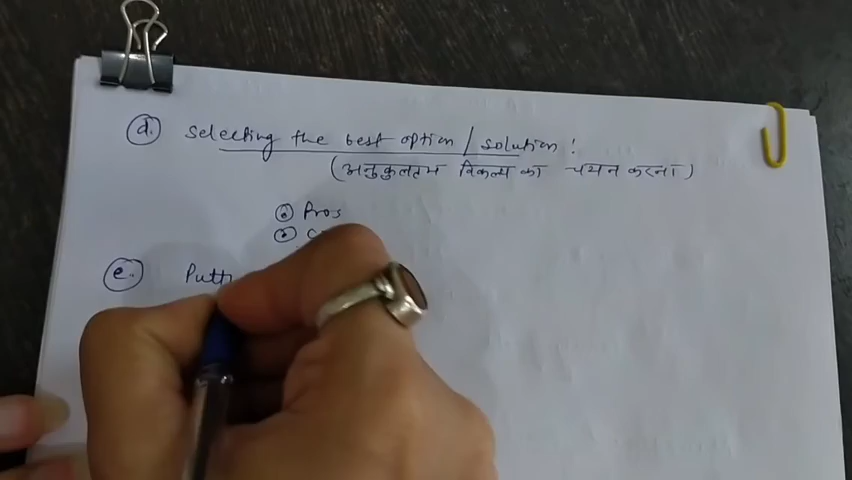 d. Selecting the best option / solution :
(अनुकुलतम विकल्प का चयन करना)
Pros
e. Putt